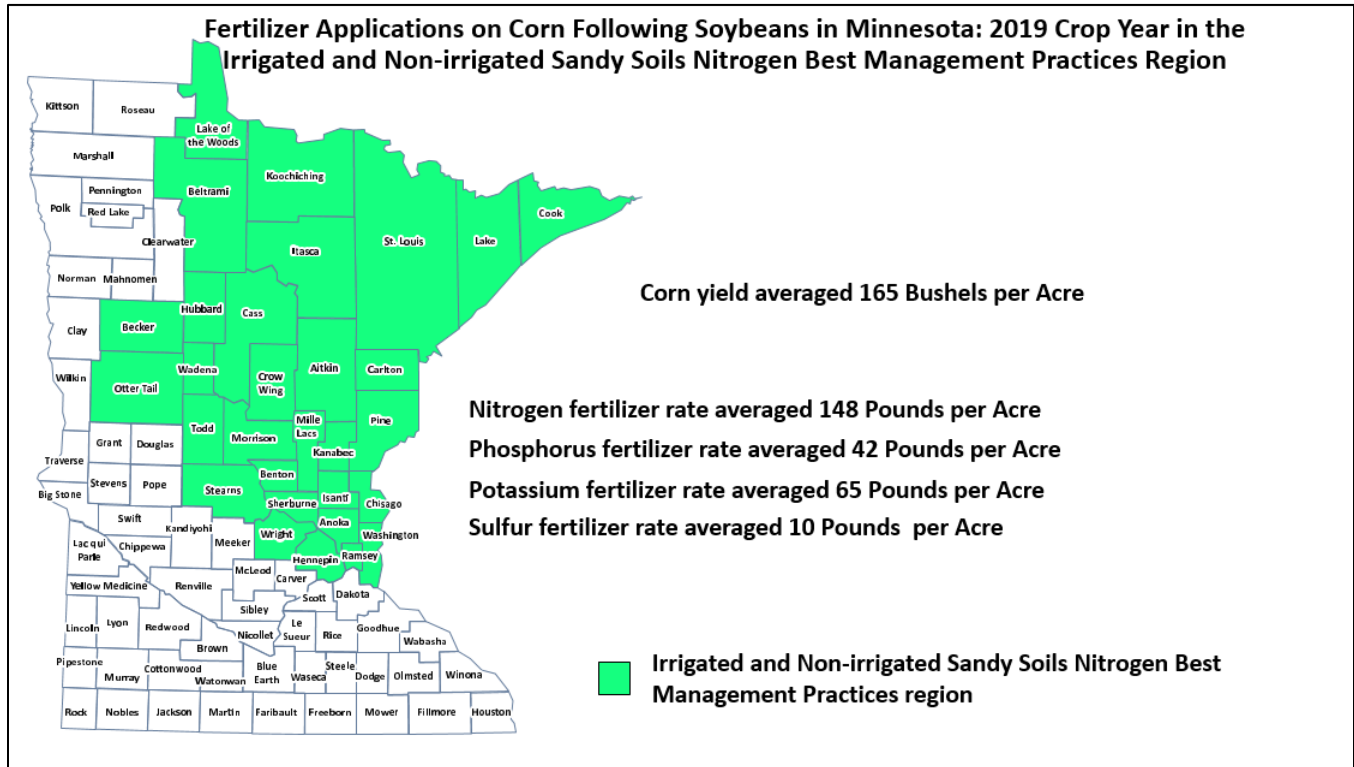 Fertilizer Applications on Corn Following Soybeans in Minnesota: 2019 Crop Year in the
Irrigated and Non-irrigated Sandy Soils Nitrogen Best Management Practices Region
Kittson
Roseau
Lake of
the Woods
Marshall
Koochiching
Pennington
Beltrami
Polk
Red Lake
Cook
Clearwater
St. Louis
Lake
Itasca
Norman
Mahnomen
Hubbard
Cass
Clay
Becker
Wadena
Aitkin
Carlton
Wilkin
Crow
Wing
Otter Tail
Mille
Lacs
Pine
Todd
Morrison
Grant
Douglas
Kanabec
Traverse
Benton
Stevens
Pope
Stearns
Big Stone
Isanti
Sherburne
Chisago
Swift
Anoka
Kandiyohi
Wright
Washington
Meeker
Lac qui
Parle
Chippewa
Hennepin
Ramsey
McLeod
Carver
Yellow Medicine
Renville
Scott
Dakota
Sibley
Lincoln
Lyon
Redwood
Nicollet
Le
Sueur
Rice
Goodhue
Wabasha
Brown
Pipestone
Murray
Cottonwood
Watonwan
Blue
Earth
Waseca
Steele
Dodge
Olmsted
Winona
Rock
Nobles
Jackson
Martin
Faribault
Freeborn
Mower
Fillmore
Houston
Corn yield averaged 165 Bushels per Acre
Nitrogen fertilizer rate averaged 148 Pounds per Acre
Phosphorus fertilizer rate averaged 42 Pounds per Acre
Potassium fertilizer rate averaged 65 Pounds per Acre
Sulfur fertilizer rate averaged 10 Pounds per Acre
Irrigated and Non-irrigated Sandy Soils Nitrogen Best
Management Practices region